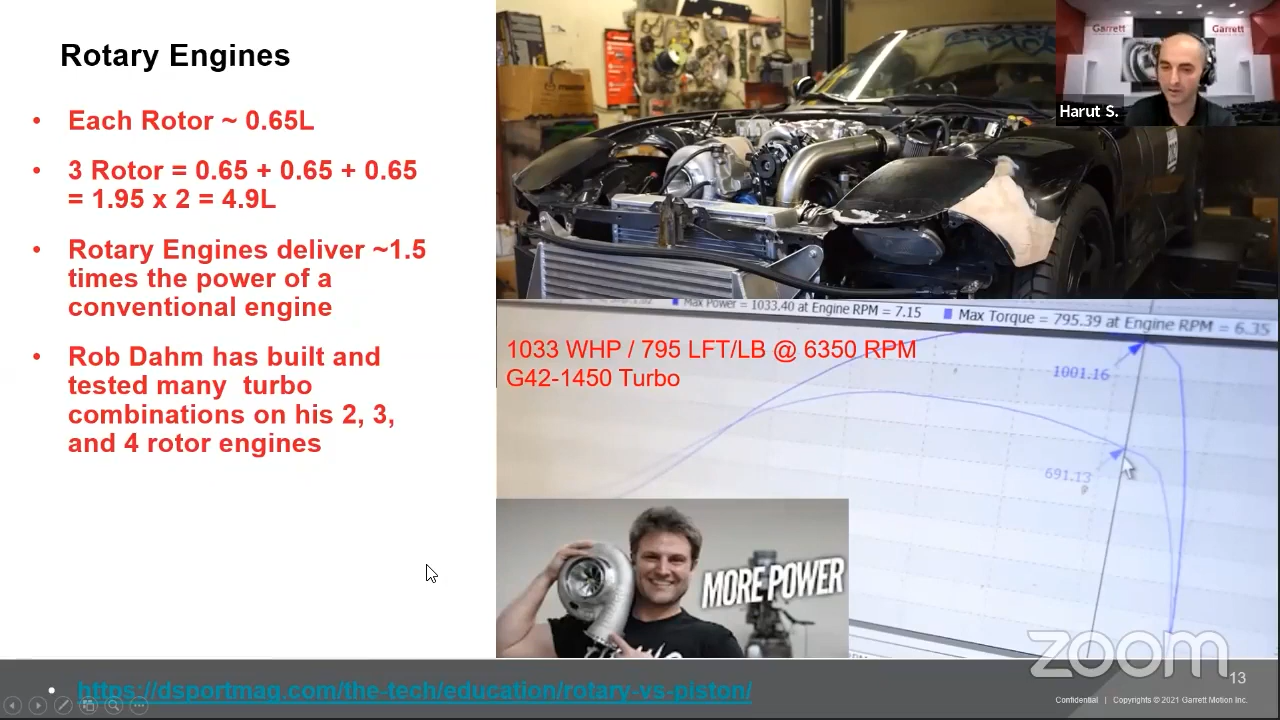 Rotary Engines
• Each Rotor ~ 0.65L
• 3 Rotor = 0.65 + 0.65 + 0.65
= 1.95 x 2 = 4.9L
• Rotary Engines deliver ~1.5
times the power of a
conventional engine
• Rob Dahm has built and
tested many turbo
combinations on his 2, 3,
and 4 rotor engines
Garrett
Garrett
Harut S.
Max Power = 1033.40 at Engine RPM = 7.15
Max Torque = 795.39 at Engine RPM = 6.35
1033 WHP / 795 LFT/LB @ 6350 RPM
G42-1450 Turbo
1001.16
691.13
MORE POWER
zoom
• https://dsportmag.com/the-tech/education/rotary-vs-piston/
13
Confidential | Copyrights © 2021 Garrett Motion Inc.